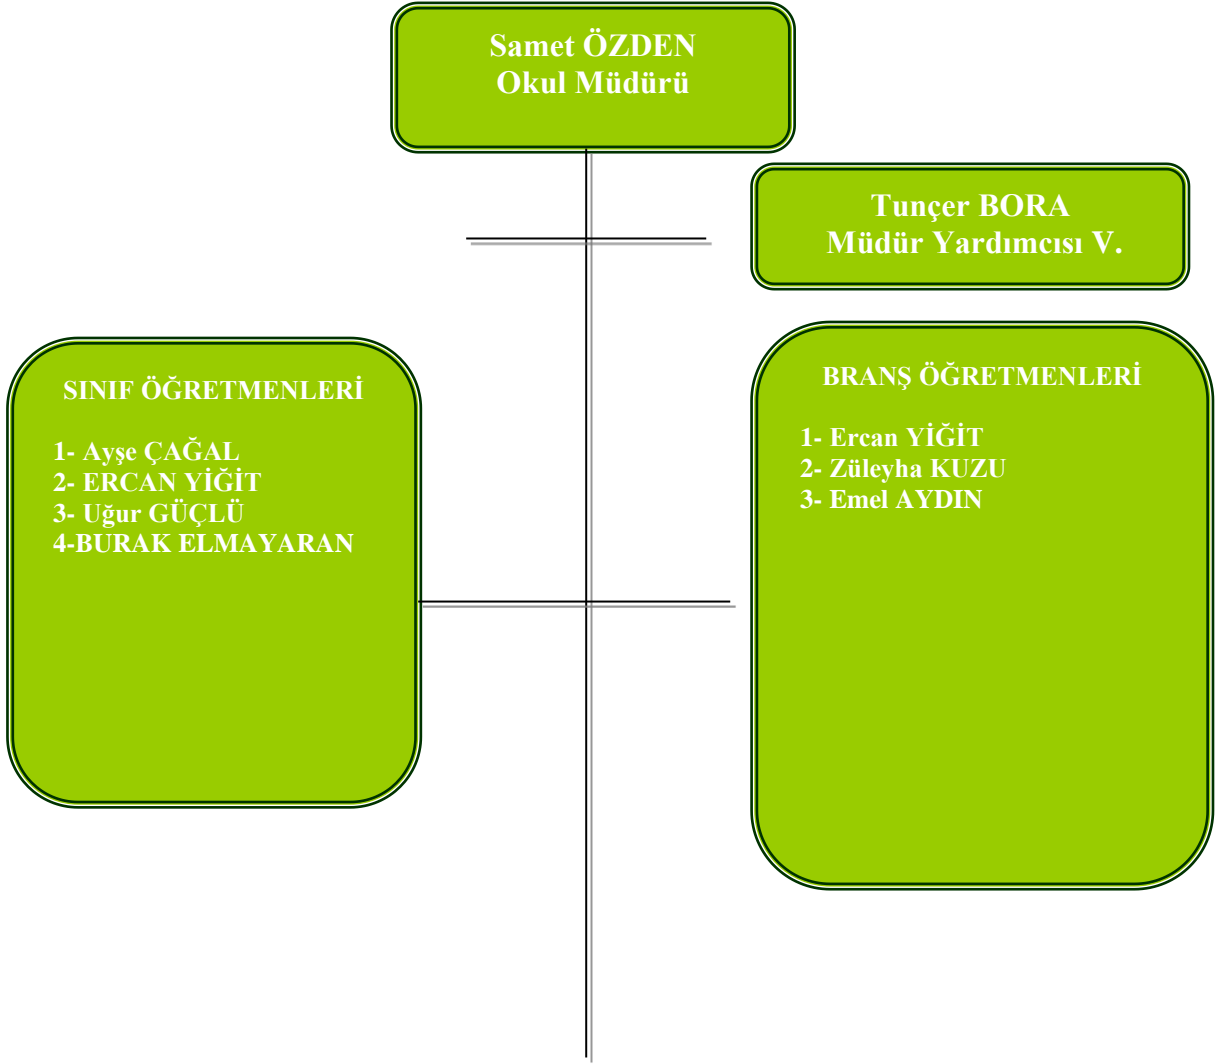 Samet ÖZDEN
Okul Müdürü
Tunçer BORA
Müdür Yardımcısı V.
SINIF ÖĞRETMENLERİ
1- Ayşe ÇAĞAL
2- ERCAN YİĞİT
3- Uğur GÜÇLÜ
4-BURAK ELMAYARAN
BRANŞ ÖĞRETMENLERİ
1- Ercan YİĞİT
2- Züleyha KUZU
3- Emel AYDIN